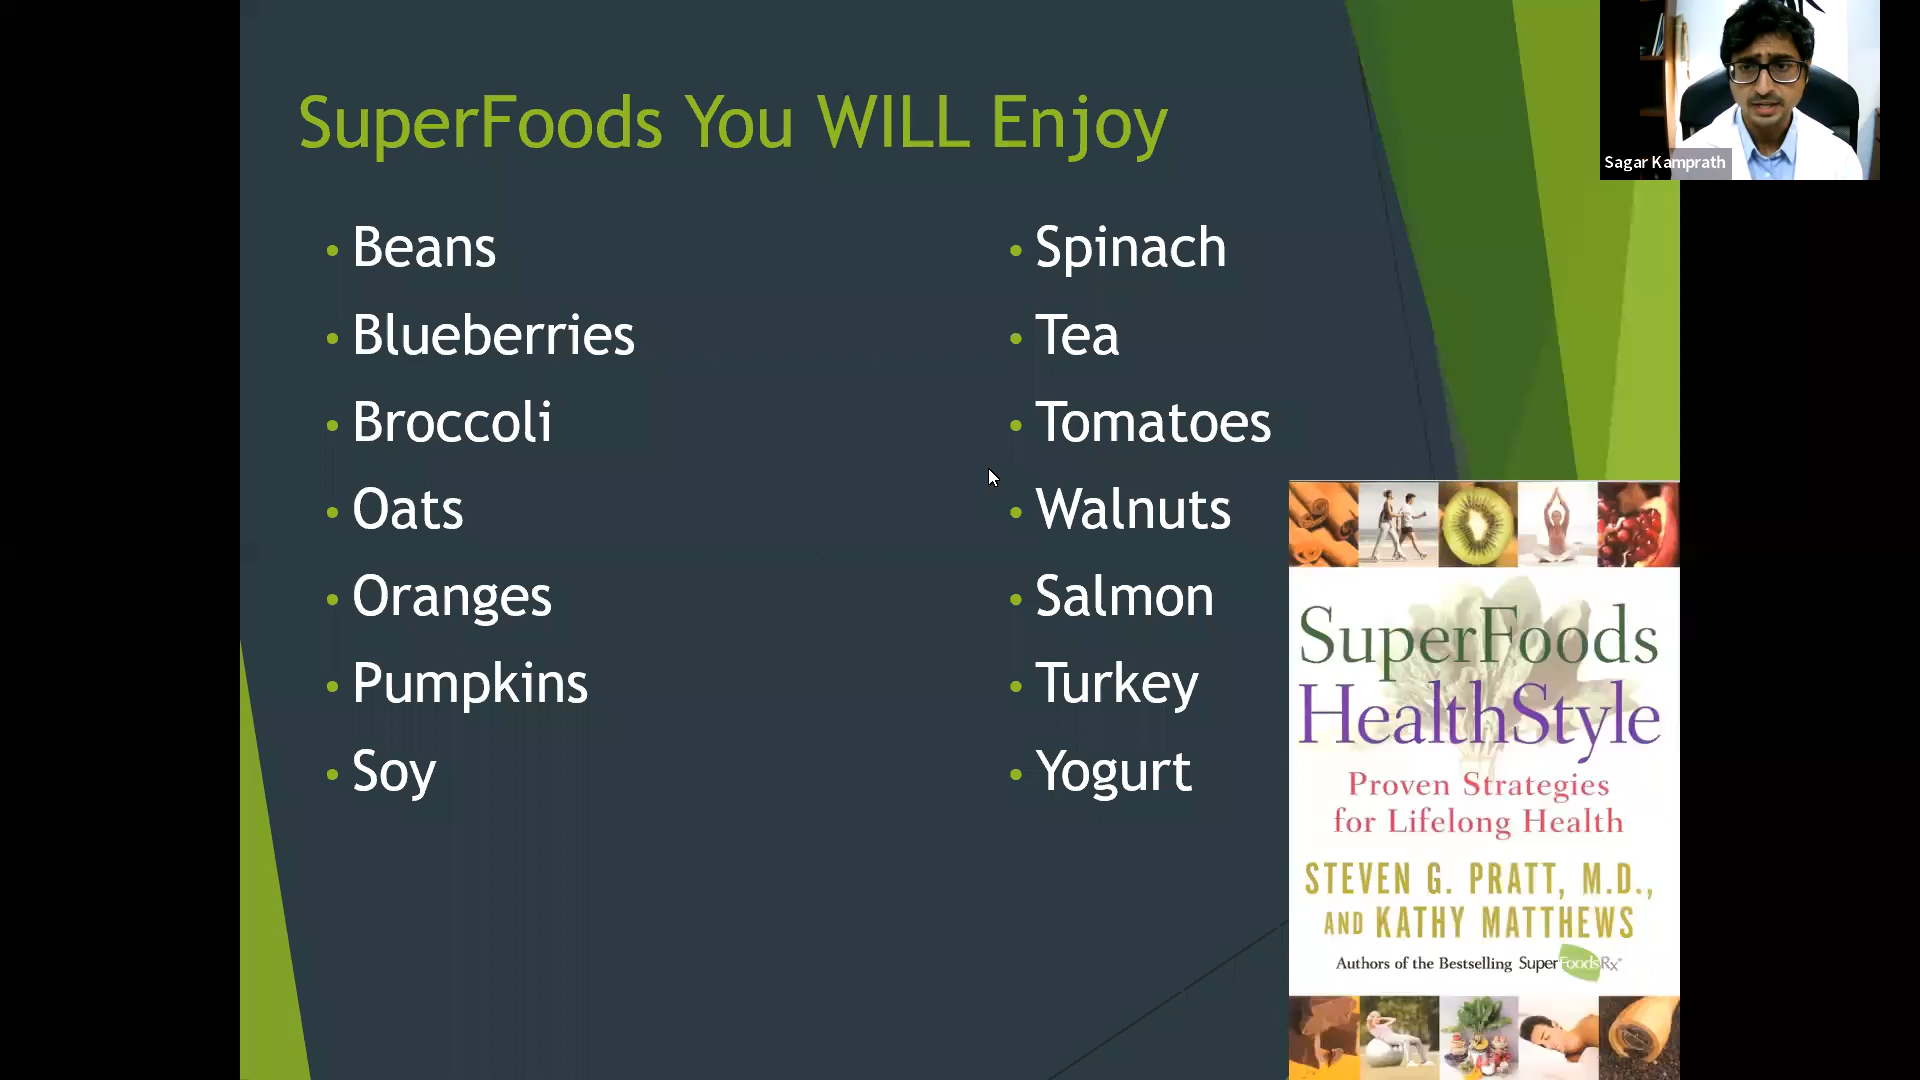 SuperFoods You WILL Enjoy
Beans
Blueberries
Broccoli
Oats
Oranges
Pumpkins
Soy
Spinach
Tea
Tomatoes
Walnuts
Salmon
Turkey
Yogurt
SuperFoods
HealthStyle
Proven Strategies
for Lifelong Health
STEVEN G. PRATT, M.D.,
AND KATHY MATTHEWS
Authors of the Bestselling SuperFoodsRx
Sagar Kamprath